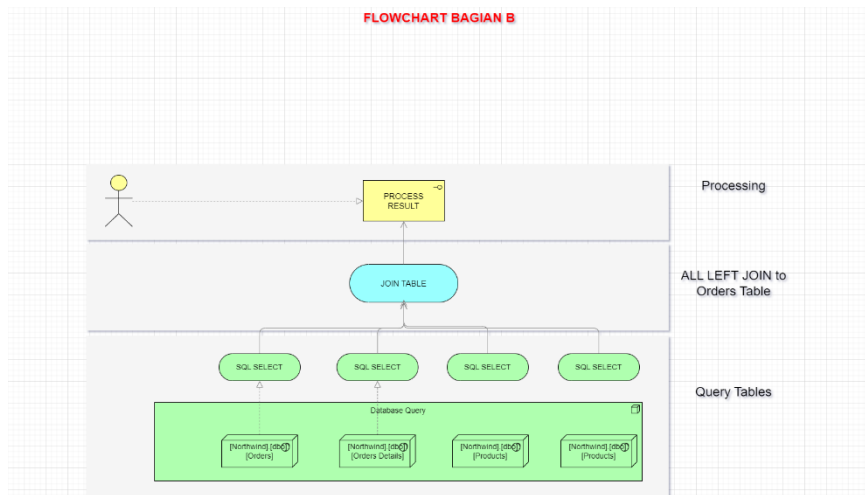 FLOWCHART BAGIAN B
PROCESS
RESULT
Processing
JOIN TABLE
ALL LEFT JOIN to
Orders Table
SQL SELECT
SQL SELECT
SQL SELECT
SQL SELECT
Query Tables
Database Query
[Northwind].[dbo]
[Orders]
[Northwind].[dbo]
[Orders Details]
[Northwind].[dbo]
[Products]
[Northwind].[dbo]
[Products]